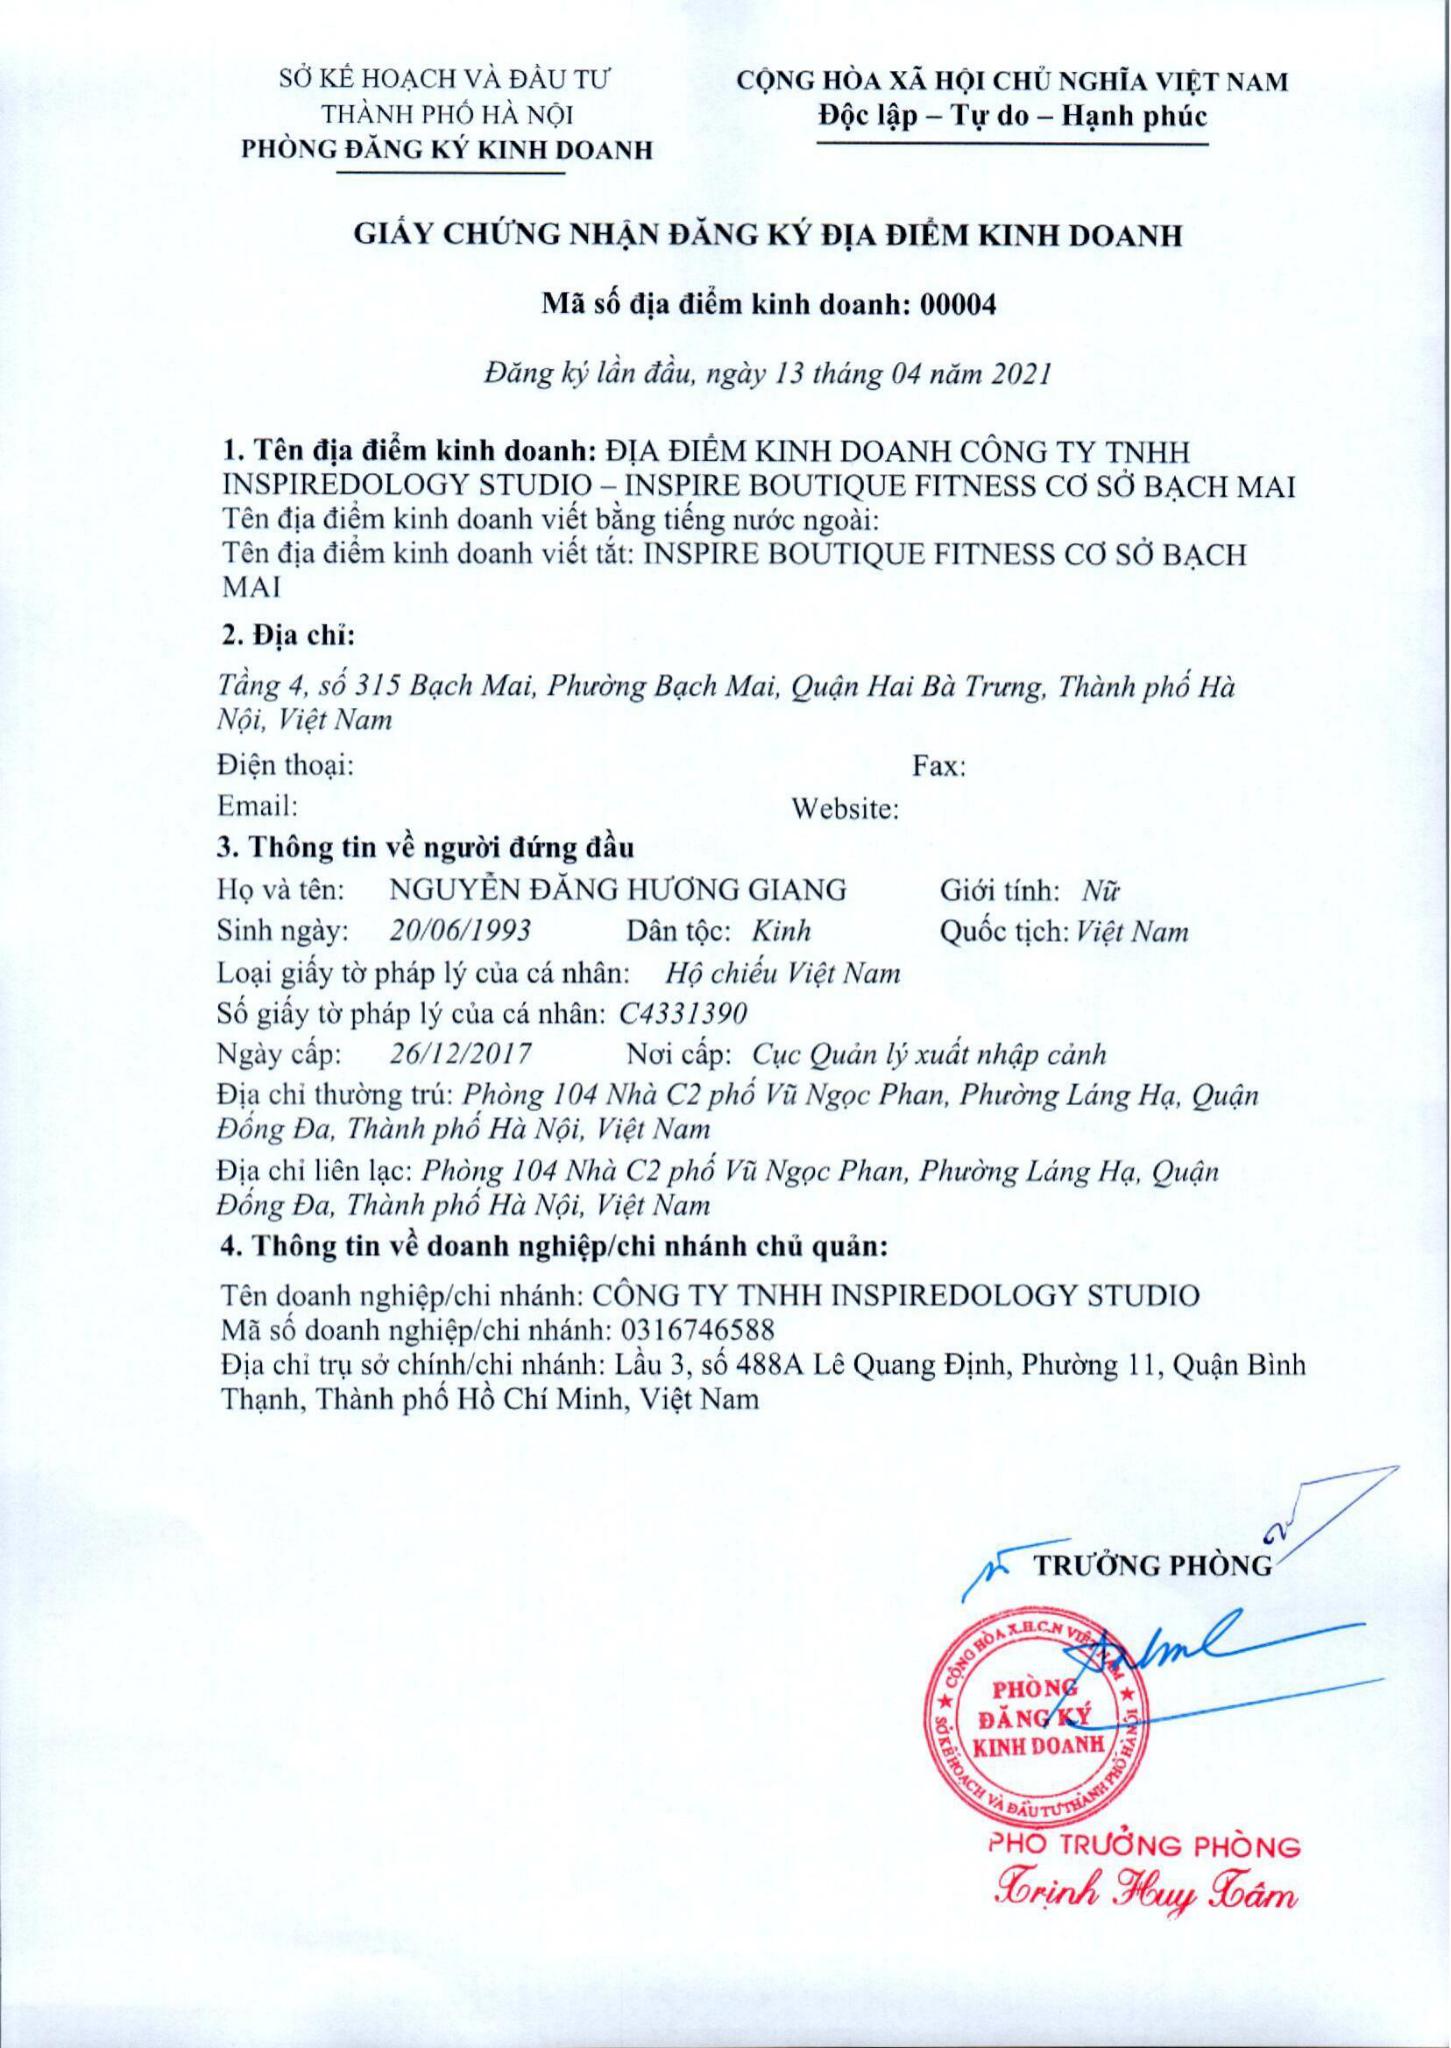 SỞ KẾ HOẠCH VÀ ĐẦU TƯ
THÀNH PHỐ HÀ NỘI
PHÒNG ĐĂNG KÝ KINH DOANH
CỘNG HÒA XÃ HỘI CHỦ NGHĨA VIỆT NAM
Độc lập – Tự do – Hạnh phúc
GIẤY CHỨNG NHẬN ĐĂNG KÝ ĐỊA ĐIỂM KINH DOANH
Mã số địa điểm kinh doanh: 00004
Đăng ký lần đầu, ngày 13 tháng 04 năm 2021
1. Tên địa điểm kinh doanh: ĐỊA ĐIỂM KINH DOANH CÔNG TY TNHH
INSPIREDOLOGY STUDIO – INSPIRE BOUTIQUE FITNESS CƠ SỞ BẠCH MAI
Tên địa điểm kinh doanh viết bằng tiếng nước ngoài:
Tên địa điểm kinh doanh viết tắt: INSPIRE BOUTIQUE FITNESS CƠ SỞ BẠCH
MAI
2. Địa chỉ:
Tầng 4, số 315 Bạch Mai, Phường Bạch Mai, Quận Hai Bà Trưng, Thành phố Hà
Nội, Việt Nam
Điện thoại: Fax:
Email: Website:
3. Thông tin về người đứng đầu
Họ và tên: NGUYỄN ĐĂNG HƯƠNG GIANG Giới tính: Nữ
Sinh ngày: 20/06/1993 Dân tộc: Kinh Quốc tịch: Việt Nam
Loại giấy tờ pháp lý của cá nhân: Hộ chiếu Việt Nam
Số giấy tờ pháp lý của cá nhân: C4331390
Ngày cấp: 26/12/2017 Nơi cấp: Cục Quản lý xuất nhập cảnh
Địa chỉ thường trú: Phòng 104 Nhà C2 phố Vũ Ngọc Phan, Phường Láng Hạ, Quận
Đống Đa, Thành phố Hà Nội, Việt Nam
Địa chỉ liên lạc: Phòng 104 Nhà C2 phố Vũ Ngọc Phan, Phường Láng Hạ, Quận
Đống Đa, Thành phố Hà Nội, Việt Nam
4. Thông tin về doanh nghiệp/chi nhánh chủ quản:
Tên doanh nghiệp/chi nhánh: CÔNG TY TNHH INSPIREDOLOGY STUDIO
Mã số doanh nghiệp/chi nhánh: 0316746588
Địa chỉ trụ sở chính/chi nhánh: Lầu 3, số 488A Lê Quang Định, Phường 11, Quận Bình
Thạnh, Thành phố Hồ Chí Minh, Việt Nam
TRƯỞNG PHÒNG
CỘNG HÒA X.H.C.N VIỆT NAM
PHÒNG
ĐĂNG KÝ
KINH DOANH
SỞ KẾ HOẠCH VÀ ĐẦU TƯ THÀNH PHỐ HÀ NỘI
PHÓ TRƯỞNG PHÒNG
Trịnh Huy Tâm